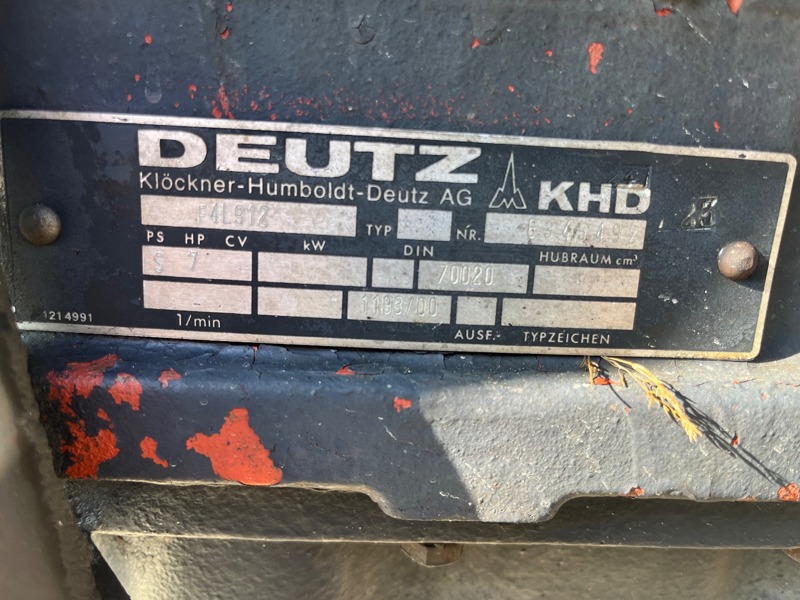 DEUTZ
Klöckner-Humboldt-Deutz AG KHD
F4L912 TYP NR.
PS HP CV kW DIN HUBRAUM cm³
S 7 70020
1214991 1/min AUSF.- TYPZEICHEN